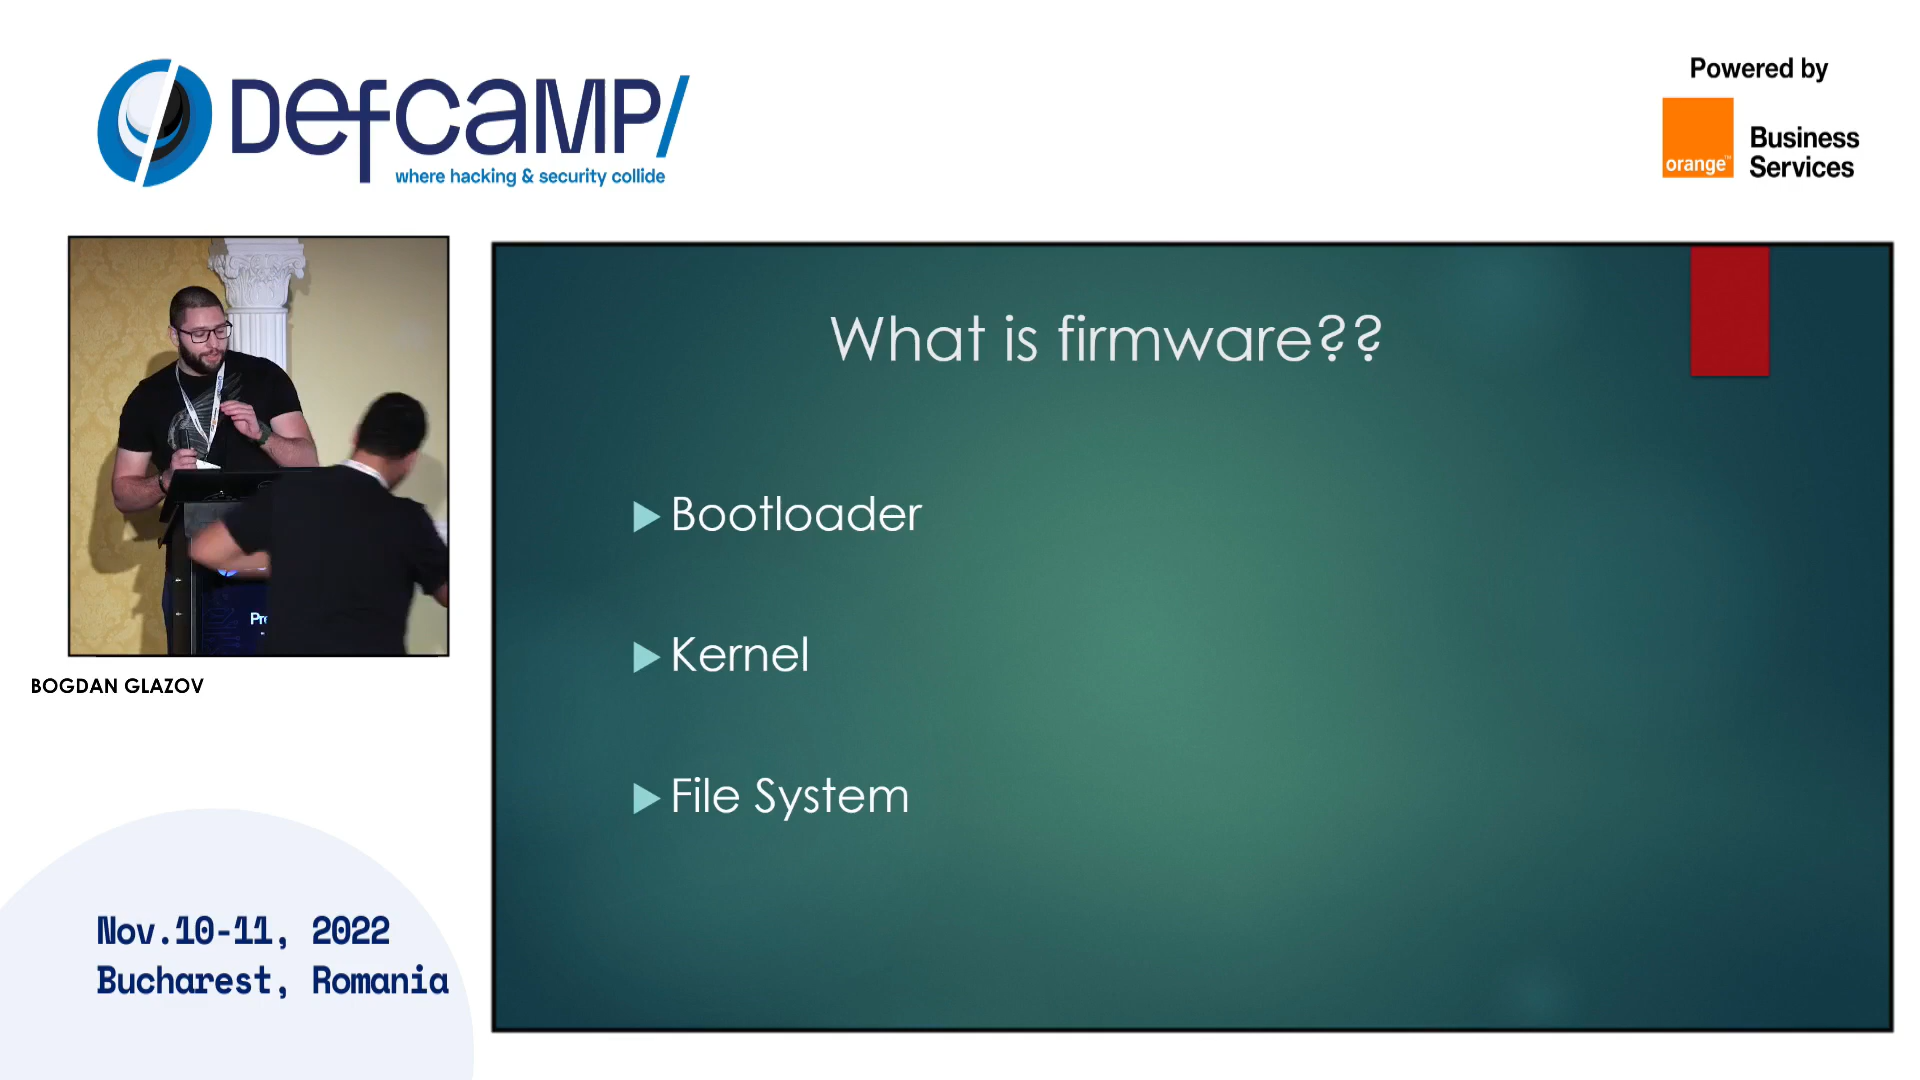 Defcamp/
where hacking & security collide
Powered by
orange™
Business
Services
BOGDAN GLAZOV
What is firmware??
Bootloader
Kernel
File System
Nov.10-11, 2022
Bucharest, Romania